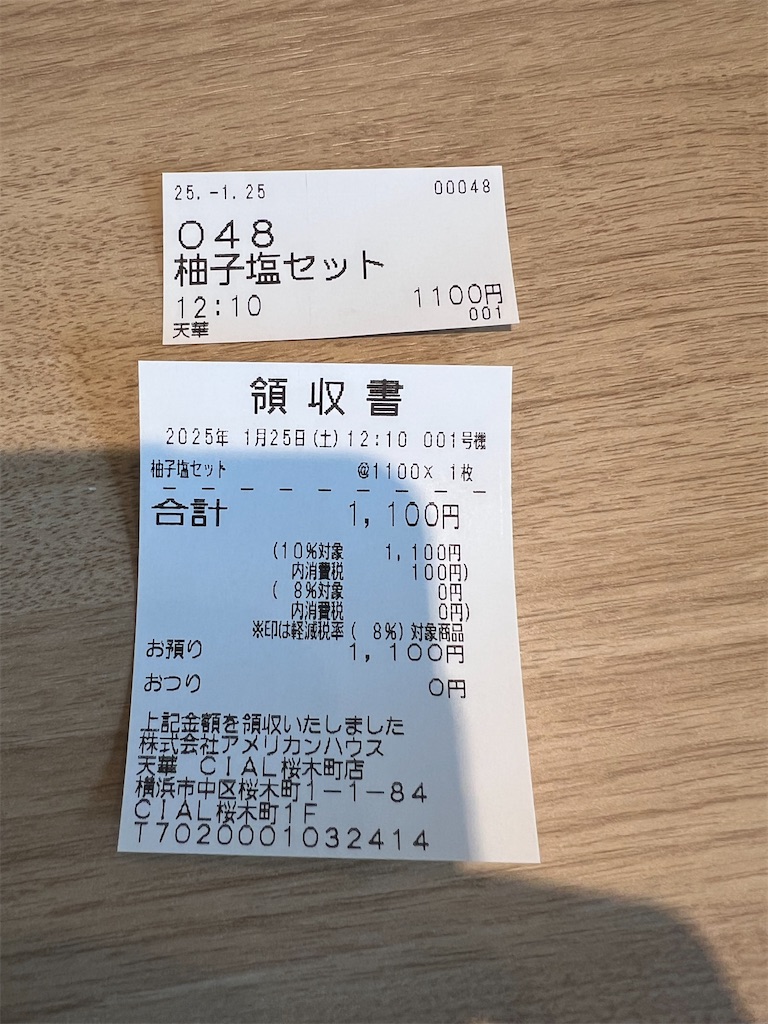 25.-1.25 00048
048
柚子塩セット
12:10 1100円
天華 001
領収書
2025年 1月25日(土)12:10 001号機
柚子塩セット @1100× 1枚
合計 1,100円
(10%対象 1,100円
内消費税 100円)
( 8%対象 0円
内消費税 0円)
※印は軽減税率( 8%)対象商品
お預り 1,100円
おつり 0円
上記金額を領収いたしました
株式会社アメリカンハウス
天華 CIAL桜木町店
横浜市中区桜木町1-1-84
CIAL桜木町1F
T7020001032414